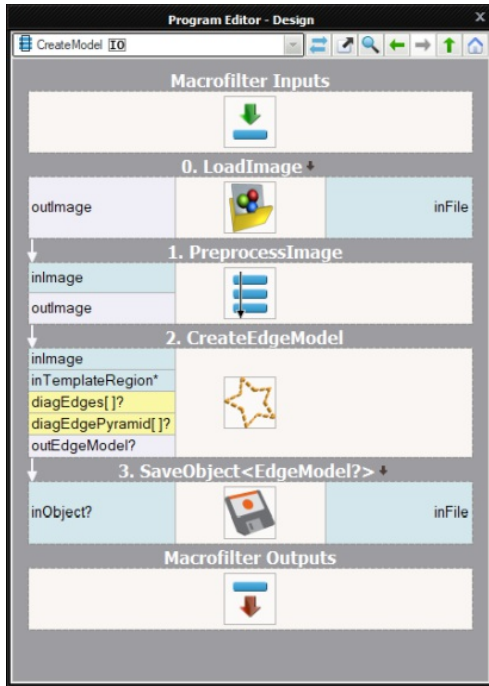 Program Editor - Design x
CreateModel IO
Macrofilter Inputs
0. LoadImage
outImage inFile
1. PreprocessImage
inImage
outImage
2. CreateEdgeModel
inImage
inTemplateRegion*
diagEdges[ ]?
diagEdgePyramid[ ]?
outEdgeModel?
3. SaveObject<EdgeModel?>
inObject? inFile
Macrofilter Outputs